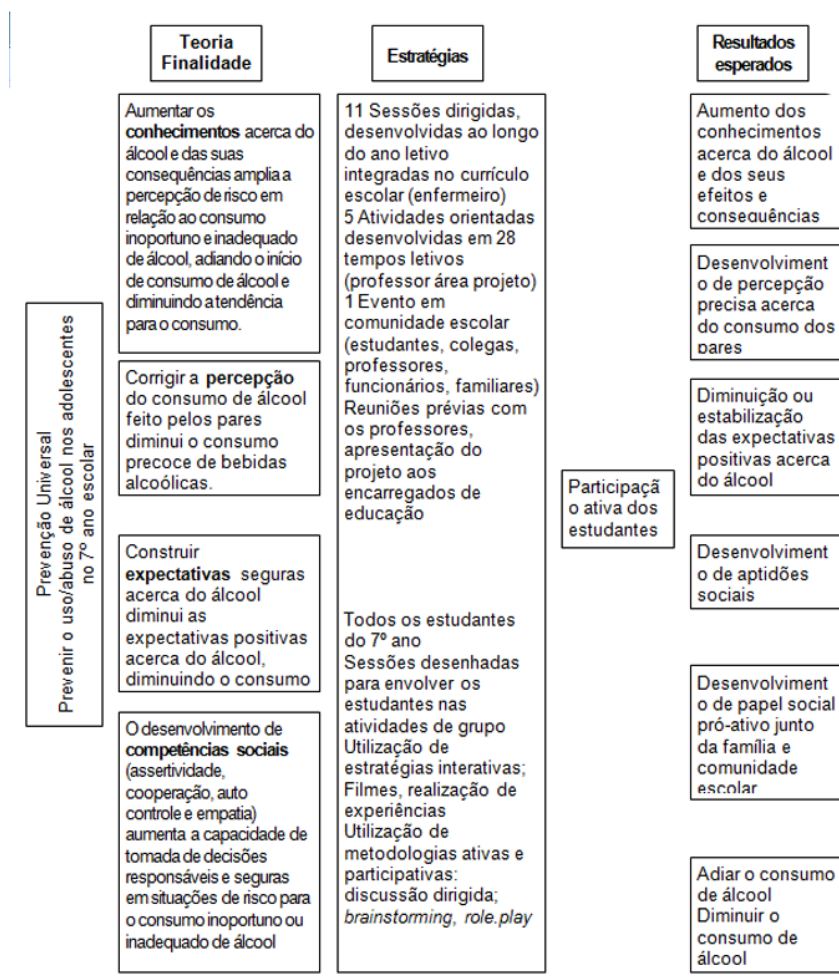 Teoria
Finalidade
Estratégias
Resultados
esperados
Prevenção Universal
Prevenir o uso/abuso de álcool nos adolescentes
no 7º ano escolar
Aumentar os
conhecimentos acerca do
álcool e das suas
consequências amplia a
percepção de risco em
relação ao consumo
inoportuno e inadequado
de álcool, adiando o início
de consumo de álcool e
diminuindo a tendência
para o consumo.
Corrigir a percepção
do consumo de álcool
feito pelos pares
diminui o consumo
precoce de bebidas
alcoólicas.
Construir
expectativas seguras
acerca do álcool
diminui as
expectativas positivas
acerca do álcool,
diminuindo o consumo
O desenvolvimento de
competências sociais
(assertividade,
cooperação, auto
controle e empatia)
aumenta a capacidade de
tomada de decisões
responsáveis e seguras
em situações de risco para
o consumo inoportuno ou
inadequado de álcool
11 Sessões dirigidas,
desenvolvidas ao longo
do ano letivo
integradas no currículo
escolar (enfermeiro)
5 Atividades orientadas
desenvolvidas em 28
tempos letivos
(professor área projeto)
1 Evento em
comunidade escolar
(estudantes, colegas,
professores,
funcionários, familiares)
Reuniões prévias com
os professores,
apresentação do
projeto aos
encarregados de
educação
Todos os estudantes
do 7º ano
Sessões desenhadas
para envolver os
estudantes nas
atividades de grupo
Utilização de
estratégias interativas;
Filmes, realização de
experiências
Utilização de
metodologias ativas e
participativas:
discussão dirigida;
brainstorming, role.play
Participaçã
o ativa dos
estudantes
Aumento dos
conhecimentos
acerca do álcool
e dos seus
efeitos e
consequências
Desenvolviment
o de percepção
precisa acerca
do consumo dos
pares
Diminuição ou
estabilização
das expectativas
positivas acerca
do álcool
Desenvolviment
o de aptidões
sociais
Desenvolviment
o de papel social
pró-ativo junto
da família e
comunidade
escolar
Adiar o consumo
de álcool
Diminuir o
consumo de
álcool